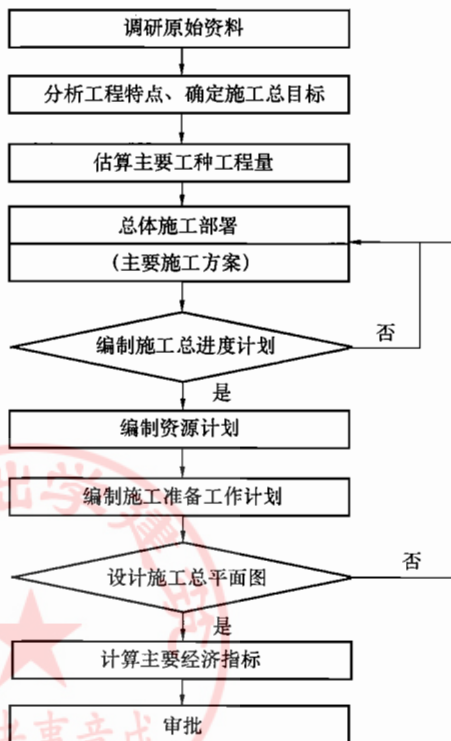 调研原始资料
分析工程特点、确定施工总目标
估算主要工种工程量
总体施工部署
(主要施工方案)
编制施工总进度计划
否
是
编制资源计划
编制施工准备工作计划
设计施工总平面图
否
是
计算主要经济指标
审批